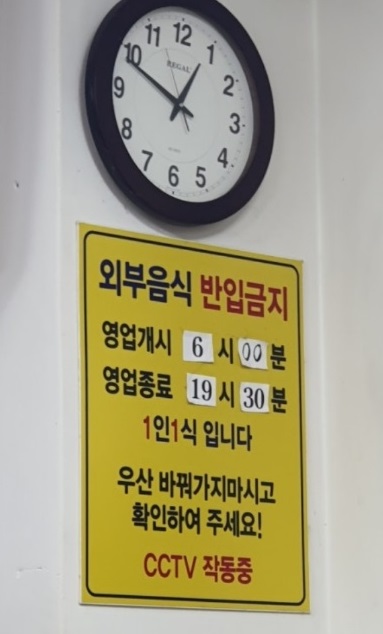 11 12 1
10 2
9 3
8 4
7 6 5
REGAL
외부음식 반입금지
영업개시 6 시 00 분
영업종료 19 시 30 분
1인1식 입니다
우산 바꿔가지마시고
확인하여 주세요!
CCTV 작동중